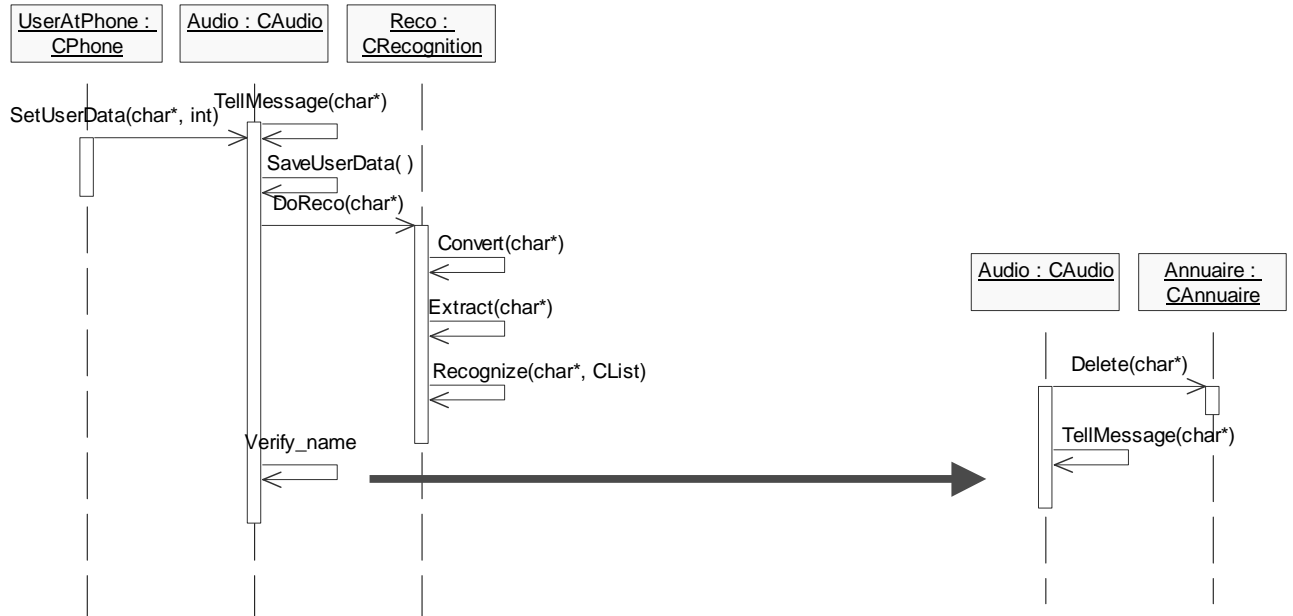 UserAtPhone :
CPhone
Audio : CAudio
Reco :
CRecognition
TellMessage(char*)
SetUserData(char*, int)
SaveUserData( )
DoReco(char*)
Convert(char*)
Extract(char*)
Recognize(char*, CList)
Verify_name
Audio : CAudio
Annuaire :
CAnnuaire
Delete(char*)
TellMessage(char*)